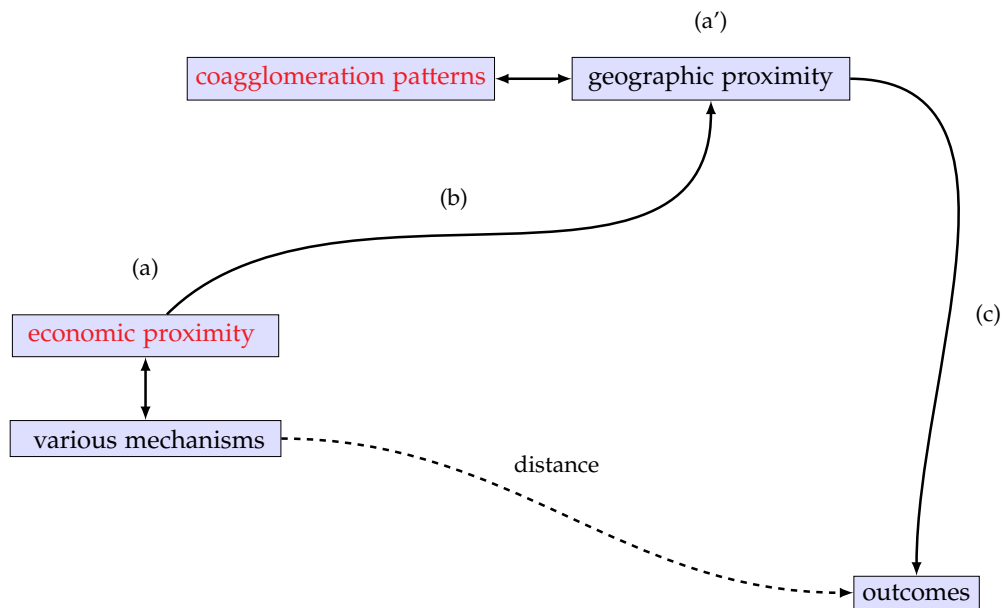 (a’)
coagglomeration patterns
geographic proximity
(b)
(a)
economic proximity
(c)
various mechanisms
distance
outcomes